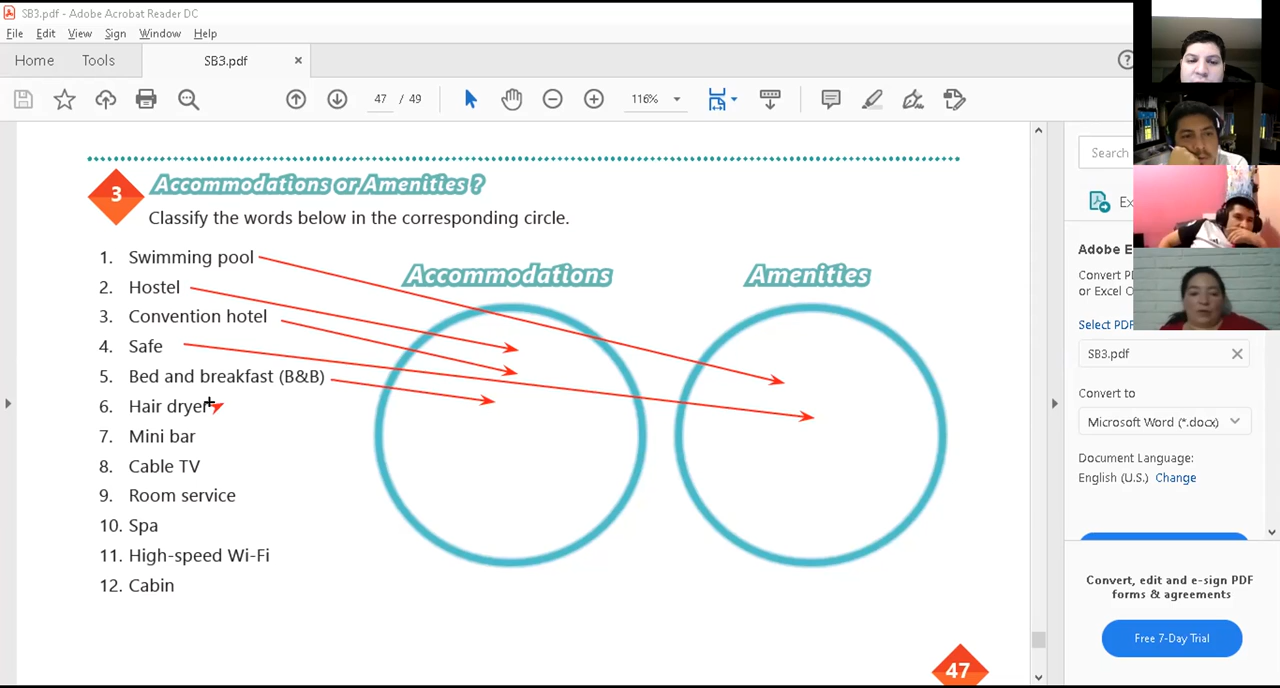 SB3.pdf - Adobe Acrobat Reader DC
File Edit View Sign Window Help
Home Tools SB3.pdf ×
47 / 49 116%
3 Accommodations or Amenities ?
Classify the words below in the corresponding circle.
1. Swimming pool
2. Hostel
3. Convention hotel
4. Safe
5. Bed and breakfast (B&B)
6. Hair dryer
7. Mini bar
8. Cable TV
9. Room service
10. Spa
11. High-speed Wi-Fi
12. Cabin
Accommodations
Amenities
47
Search
Adobe E
Convert PD
or Excel O
Select PDF
SB3.pdf
Convert to
Microsoft Word (*.docx)
Document Language:
English (U.S.) Change
Convert, edit and e-sign PDF
forms & agreements
Free 7-Day Trial